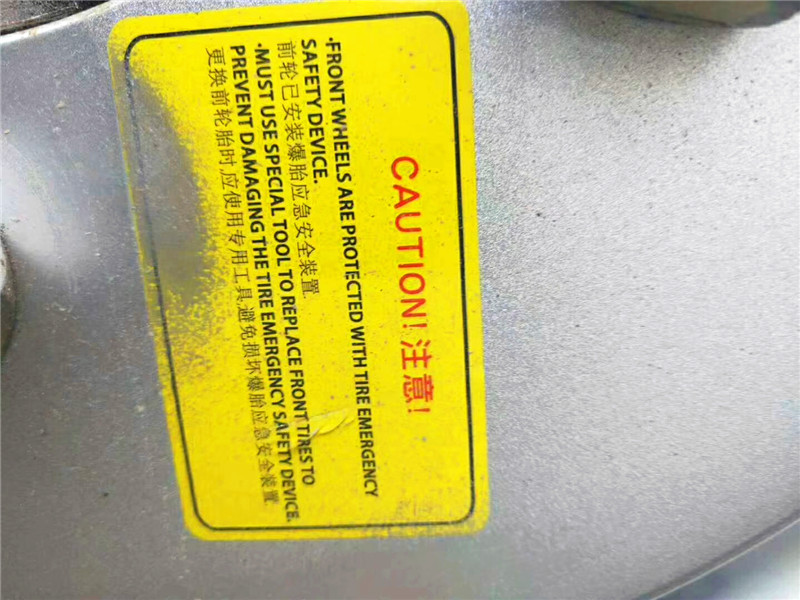 CAUTION! 注意!
·FRONT WHEELS ARE PROTECTED WITH TIRE EMERGENCY
SAFETY DEVICE.
前轮已安装爆胎应急安全装置
·MUST USE SPECIAL TOOL TO REPLACE FRONT TIRES TO
PREVENT DAMAGING THE TIRE EMERGENCY SAFETY DEVICE.
更换前轮胎时应使用专用工具避免损坏爆胎应急安全装置.